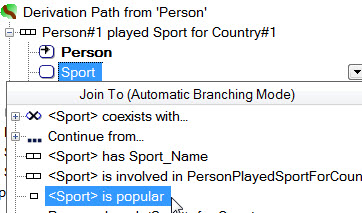 Derivation Path from 'Person'
Person#1 played Sport for Country#1
Person
Sport
Join To (Automatic Branching Mode)
<Sport> coexists with...
Continue from...
<Sport> has Sport_Name
<Sport> is involved in PersonPlayedSportForCoun
<Sport> is popular